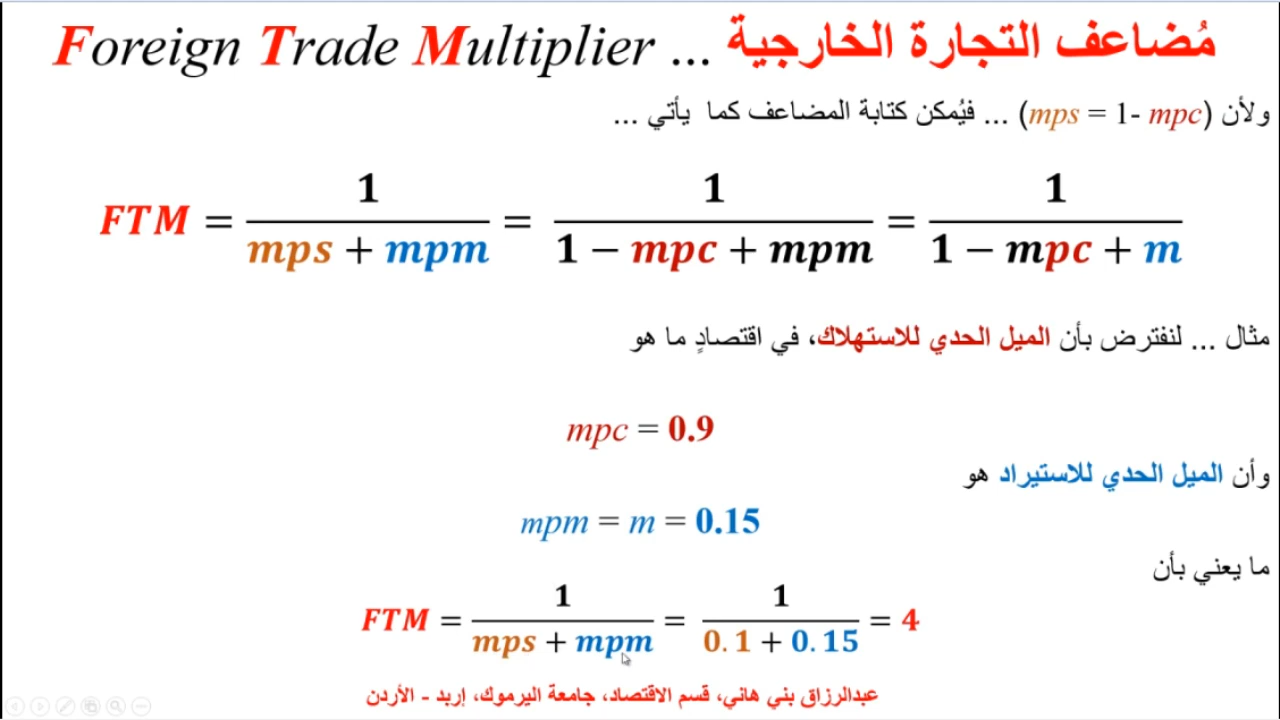 مُضاعف التجارة الخارجية ... Foreign Trade Multiplier
ولأن (mps = 1- mpc) ... فيُمكن كتابة المضاعف كما يأتي ...
FTM = 1 / (mps + mpm) = 1 / (1 − mpc + mpm) = 1 / (1 − mpc + m)
مثال ... لنفترض بأن الميل الحدي للاستهلاك، في اقتصادٍ ما هو
mpc = 0.9
وأن الميل الحدي للاستيراد هو
mpm = m = 0.15
ما يعني بأن
FTM = 1 / (mps + mpm) = 1 / (0.1 + 0.15) = 4
عبدالرزاق بني هاني، قسم الاقتصاد، جامعة اليرموك، إربد - الأردن